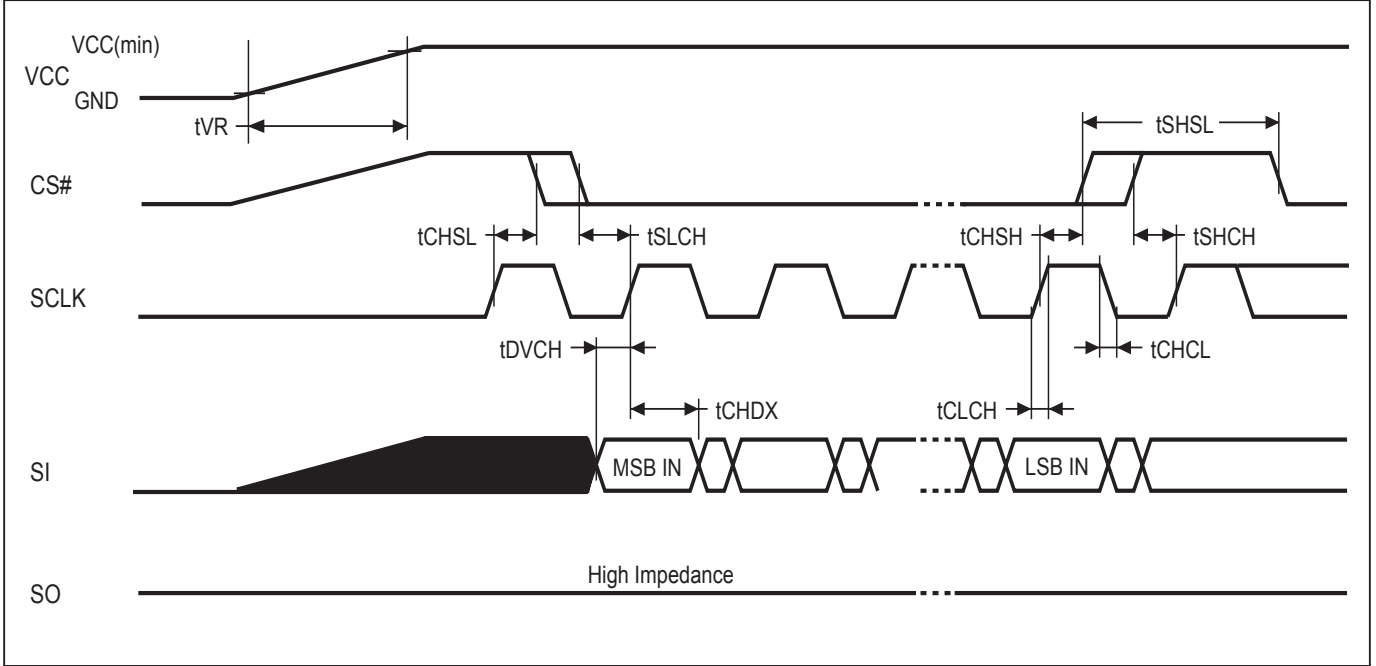 VCC(min)
VCC
GND
tVR
tSHSL
CS#
tCHSL
tSLCH
tCHSH
tSHCH
SCLK
tDVCH
tCHCL
tCHDX
tCLCH
SI
MSB IN
LSB IN
High Impedance
SO